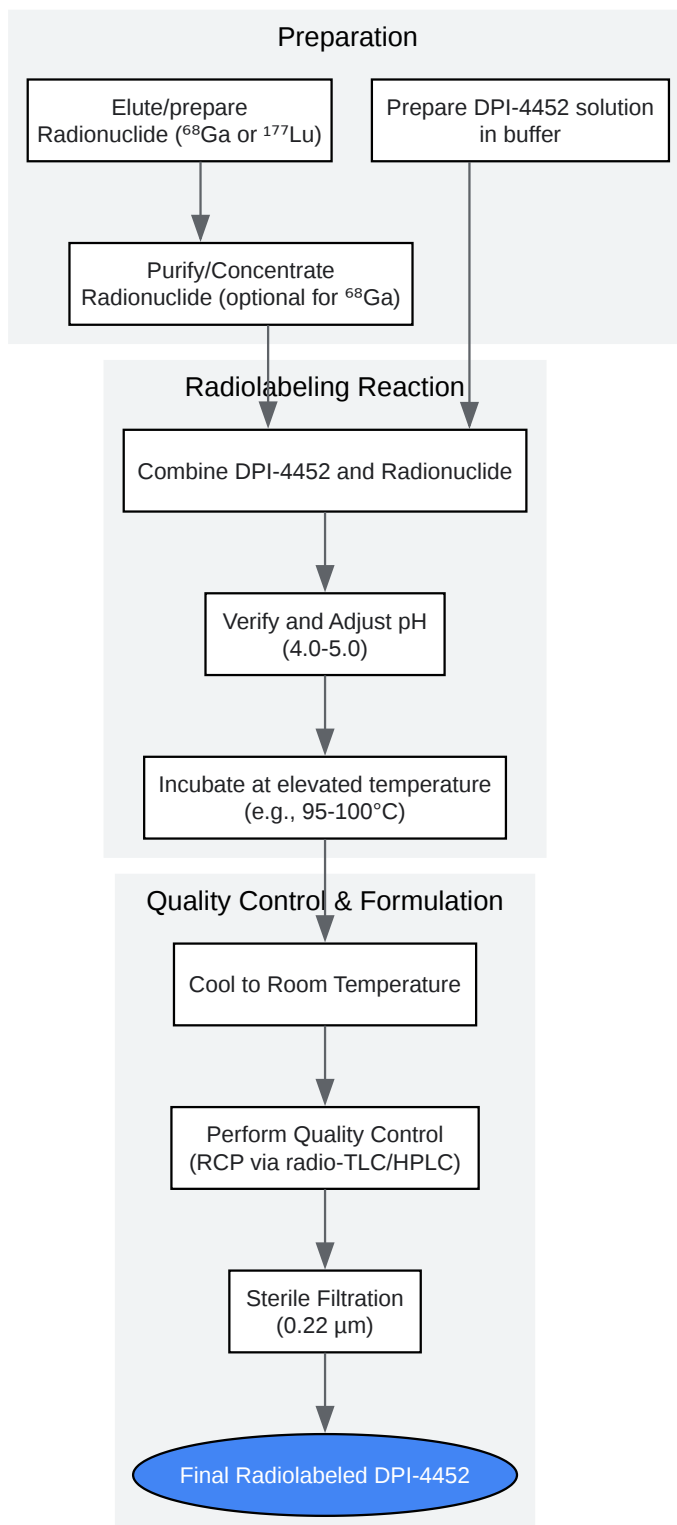 Preparation
Elute/prepare
Radionuclide (⁶⁸Ga or ¹⁷⁷Lu)
Prepare DPI-4452 solution
in buffer
Purify/Concentrate
Radionuclide (optional for ⁶⁸Ga)
Radiolabeling Reaction
Combine DPI-4452 and Radionuclide
Verify and Adjust pH
(4.0-5.0)
Incubate at elevated temperature
(e.g., 95-100°C)
Quality Control & Formulation
Cool to Room Temperature
Perform Quality Control
(RCP via radio-TLC/HPLC)
Sterile Filtration
(0.22 µm)
Final Radiolabeled DPI-4452